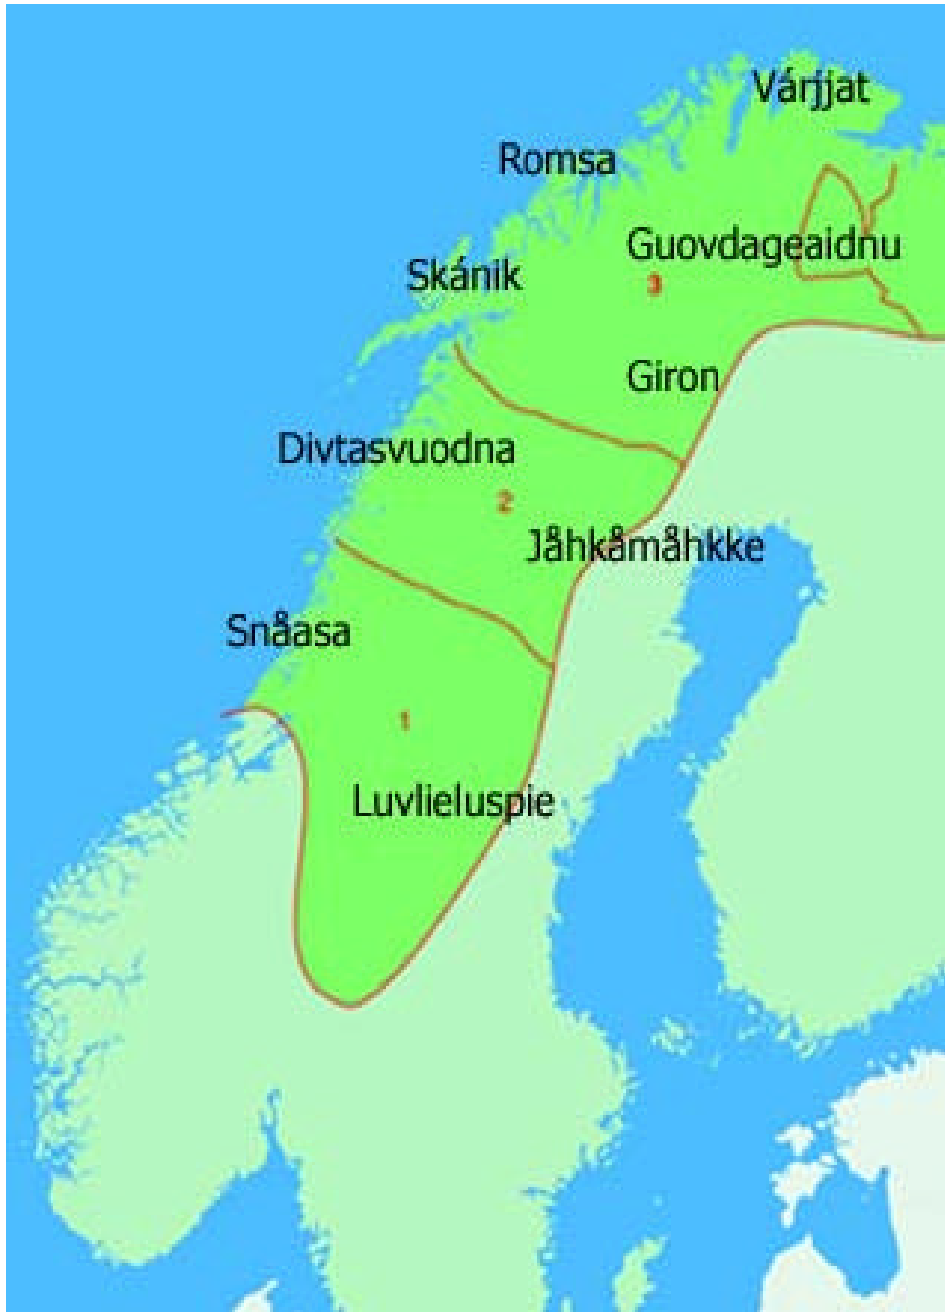 Várjjat
Romsa
Guovdageaidnu
Skánik
3
Giron
Divtasvuodna
2
Jåhkåmåhkke
Snåasa
1
Luvlieluspie